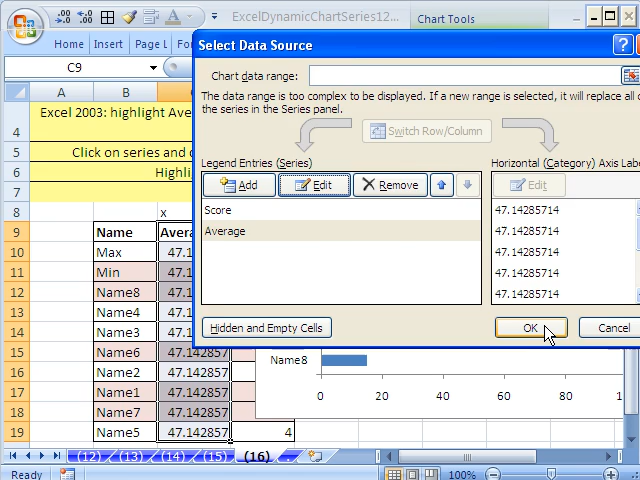 ExcelDynamicChartSeries12...
Chart Tools
Home Insert Page L
C9
Select Data Source
Chart data range:
The data range is too complex to be displayed. If a new range is selected, it will replace all
the series in the Series panel.
Switch Row/Column
Legend Entries (Series)
Horizontal (Category) Axis Labe
Add Edit Remove
Edit
Score
Average
47.14285714
47.14285714
47.14285714
47.14285714
47.14285714
Hidden and Empty Cells
OK
Cancel
A B
4 Excel 2003: highlight Ave
5 Click on series and
6 Highli
7
8 x
9 Name Avera
10 Max 47.1
11 Min 47.1
12 Name8 47.1
13 Name4 47.1
14 Name3 47.1
15 Name6 47.142857
16 Name2 47.142857
17 Name1 47.142857
18 Name7 47.142857
19 Name5 47.142857 4
Name8
0 20 40 60 80 1
(12) (13) (14) (15) (16)
Ready
100%